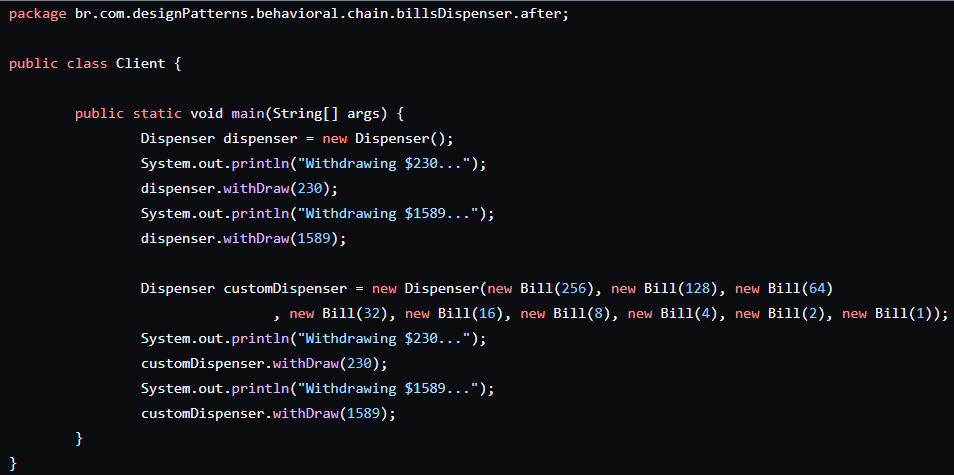 package br.com.designPatterns.behavioral.chain.billsDispenser.after;
public class Client {
public static void main(String[] args) {
Dispenser dispenser = new Dispenser();
System.out.println("Withdrawing $230...");
dispenser.withDraw(230);
System.out.println("Withdrawing $1589...");
dispenser.withDraw(1589);
Dispenser customDispenser = new Dispenser(new Bill(256), new Bill(128), new Bill(64)
, new Bill(32), new Bill(16), new Bill(8), new Bill(4), new Bill(2), new Bill(1));
System.out.println("Withdrawing $230...");
customDispenser.withDraw(230);
System.out.println("Withdrawing $1589...");
customDispenser.withDraw(1589);
}
}